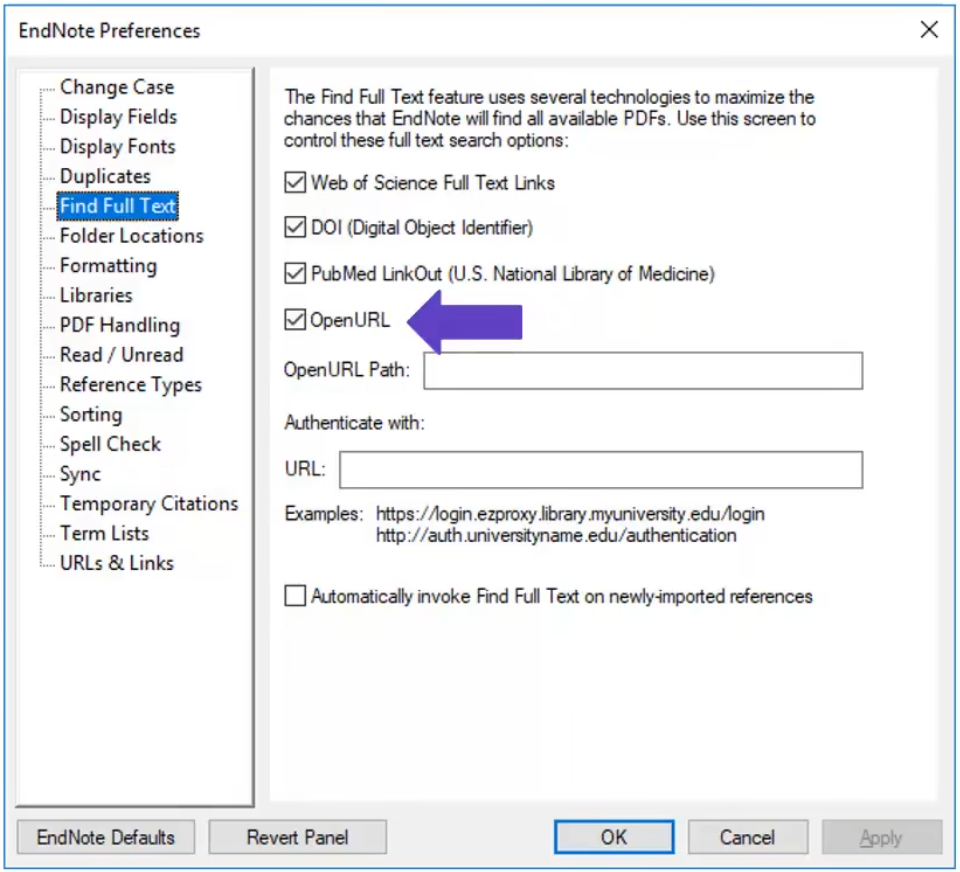 EndNote Preferences
Change Case
Display Fields
Display Fonts
Duplicates
Find Full Text
Folder Locations
Formatting
Libraries
PDF Handling
Read / Unread
Reference Types
Sorting
Spell Check
Sync
Temporary Citations
Term Lists
URLs & Links
The Find Full Text feature uses several technologies to maximize the
chances that EndNote will find all available PDFs. Use this screen to
control these full text search options:
Web of Science Full Text Links
DOI (Digital Object Identifier)
PubMed LinkOut (U.S. National Library of Medicine)
OpenURL
OpenURL Path:
Authenticate with:
URL:
Examples: https://login.ezproxy.library.myuniversity.edu/login
http://auth.universityname.edu/authentication
Automatically invoke Find Full Text on newly-imported references
EndNote Defaults
Revert Panel
OK
Cancel
Apply